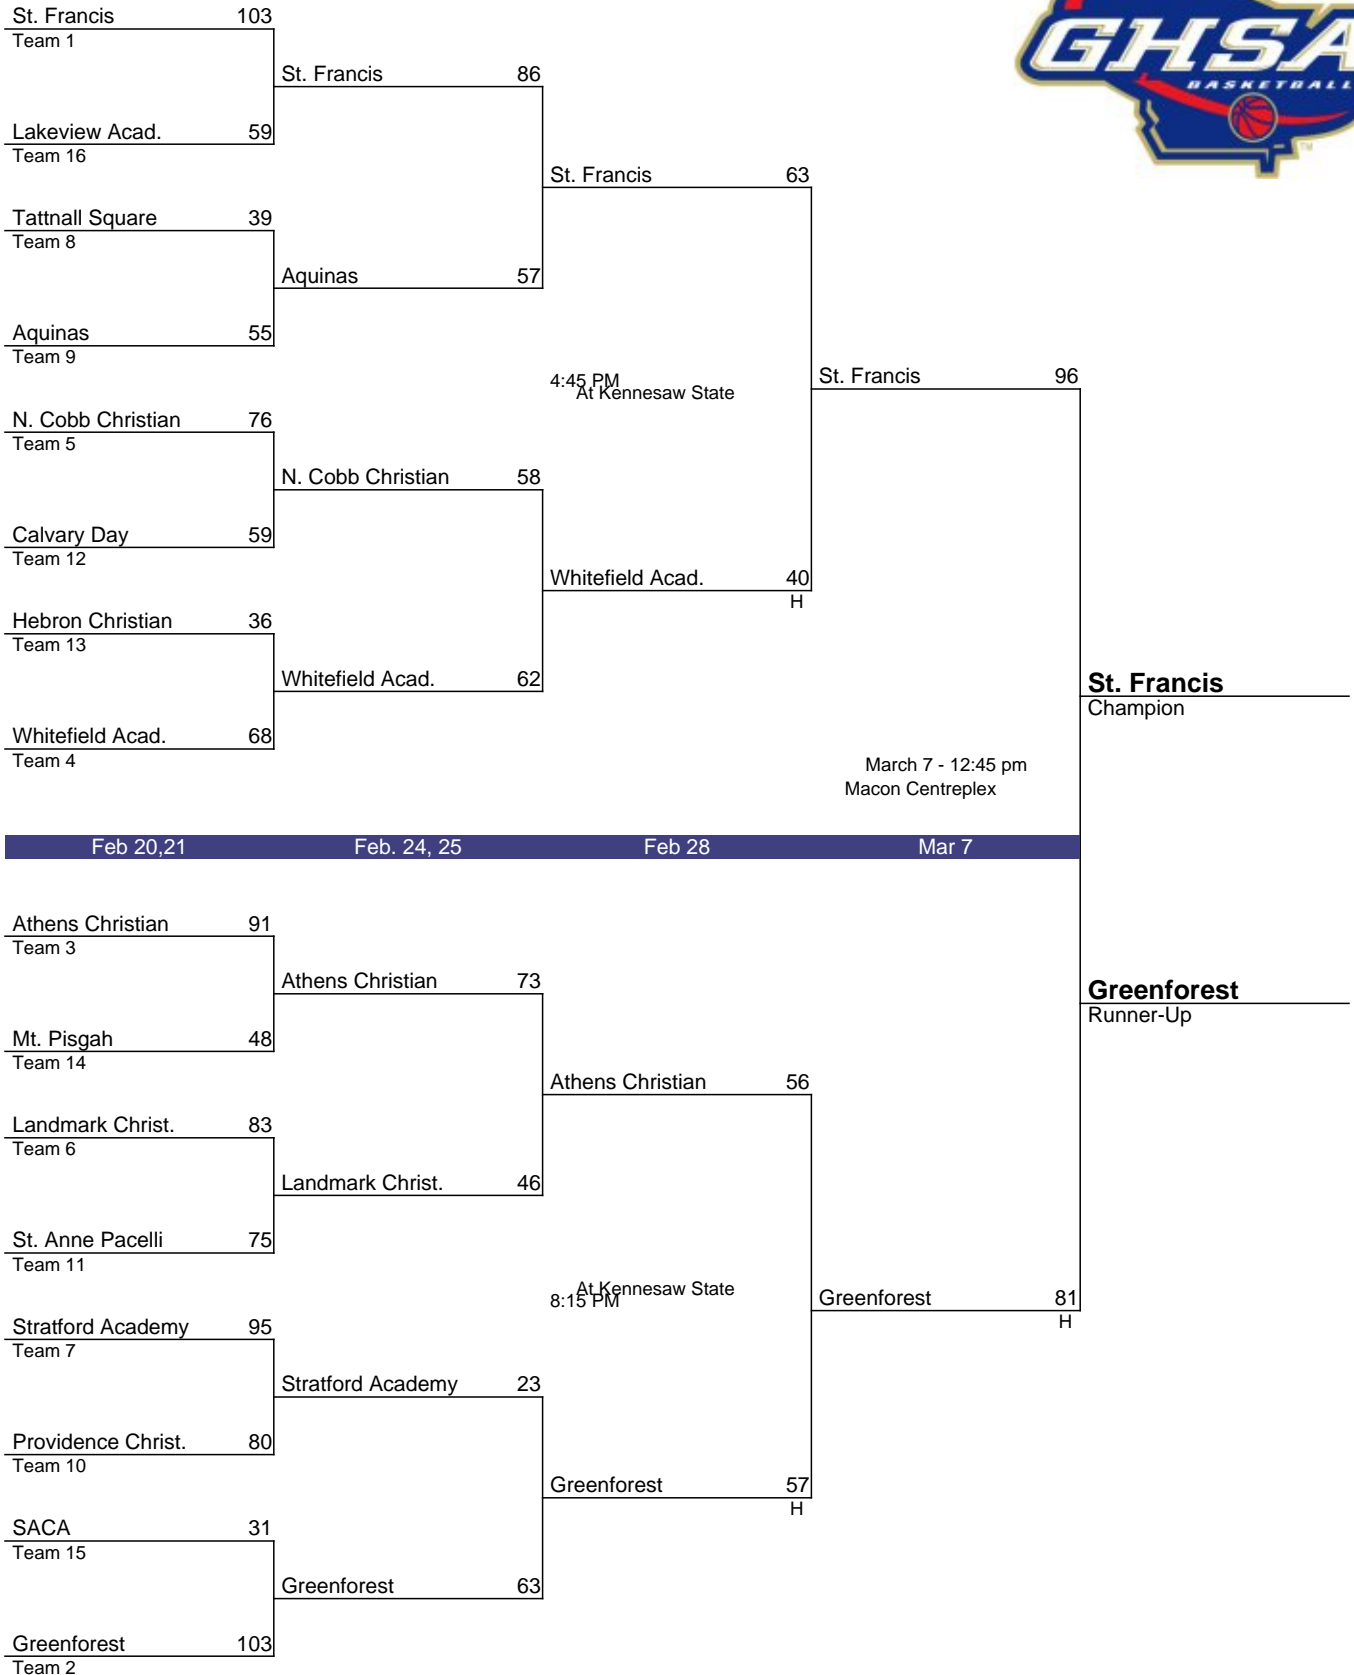 GHSA
BASKETBALL
TM
St. Francis 103
Team 1
St. Francis 86
Lakeview Acad. 59
Team 16
St. Francis 63
Tattnall Square 39
Team 8
Aquinas 57
Aquinas 55
Team 9
4:45 PM
At Kennesaw State
St. Francis 96
N. Cobb Christian 76
Team 5
N. Cobb Christian 58
Calvary Day 59
Team 12
Whitefield Acad. 40
H
Hebron Christian 36
Team 13
Whitefield Acad. 62
St. Francis
Champion
Whitefield Acad. 68
Team 4
March 7 - 12:45 pm
Macon Centreplex
Feb 20,21 Feb. 24, 25 Feb 28 Mar 7
Athens Christian 91
Team 3
Athens Christian 73
Greenforest
Runner-Up
Mt. Pisgah 48
Team 14
Athens Christian 56
Landmark Christ. 83
Team 6
Landmark Christ. 46
St. Anne Pacelli 75
Team 11
At Kennesaw State
8:15 PM
Greenforest 81
H
Stratford Academy 95
Team 7
Stratford Academy 23
Providence Christ. 80
Team 10
Greenforest 57
H
SACA 31
Team 15
Greenforest 63
Greenforest 103
Team 2